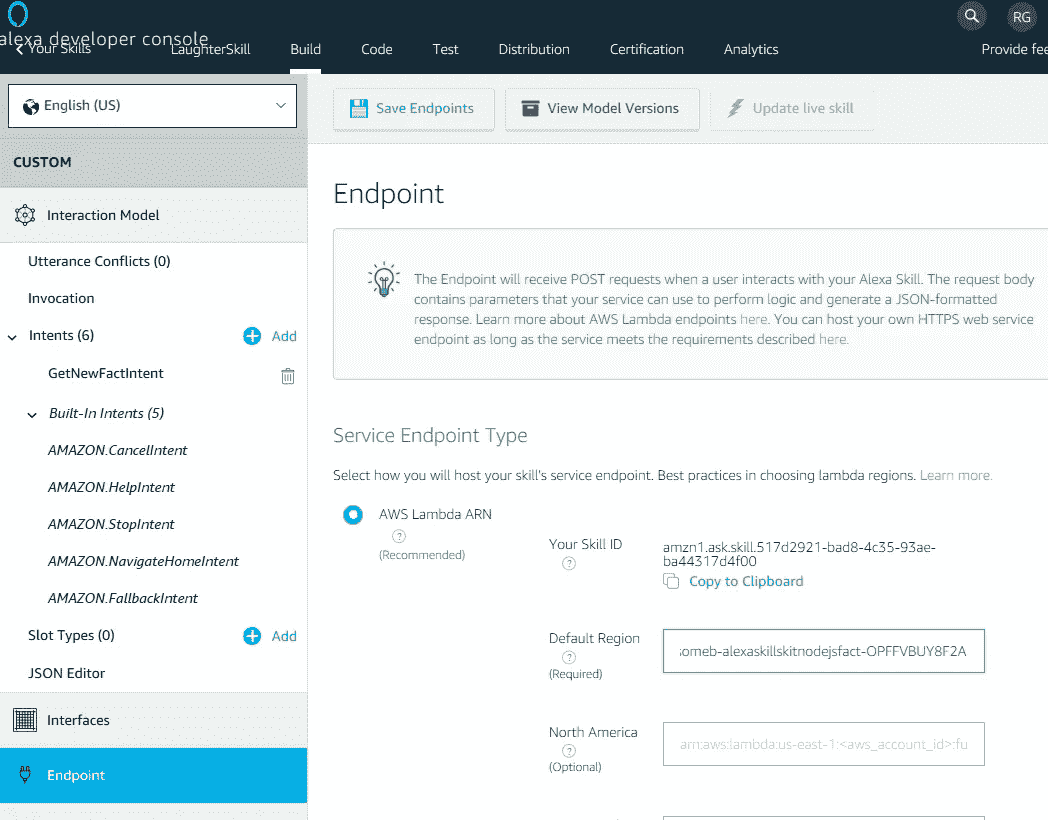 RG
alexa developer console
Your Skills
LaughterSkill
Build
Code
Test
Distribution
Certification
Analytics
Provide fee
English (US)
Save Endpoints
View Model Versions
Update live skill
CUSTOM
Interaction Model
Utterance Conflicts (0)
Invocation
Intents (6)
Add
GetNewFactIntent
Built-In Intents (5)
AMAZON.CancelIntent
AMAZON.HelpIntent
AMAZON.StopIntent
AMAZON.NavigateHomeIntent
AMAZON.FallbackIntent
Slot Types (0)
Add
JSON Editor
Interfaces
Endpoint
Endpoint
The Endpoint will receive POST requests when a user interacts with your Alexa Skill. The request body
contains parameters that your service can use to perform logic and generate a JSON-formatted
response. Learn more about AWS Lambda endpoints here. You can host your own HTTPS web service
endpoint as long as the service meets the requirements described here.
Service Endpoint Type
Select how you will host your skill's service endpoint. Best practices in choosing lambda regions. Learn more.
AWS Lambda ARN
?
(Recommended)
Your Skill ID
?
amzn1.ask.skill.517d2921-bad8-4c35-93ae-
ba44317d4f00
Copy to Clipboard
Default Region
?
(Required)
someb-alexaskillskitnodejsfact-OPFFVBUY8F2A
North America
?
(Optional)
arn:aws:lambda:us-east-1:<aws_account_id>:fu